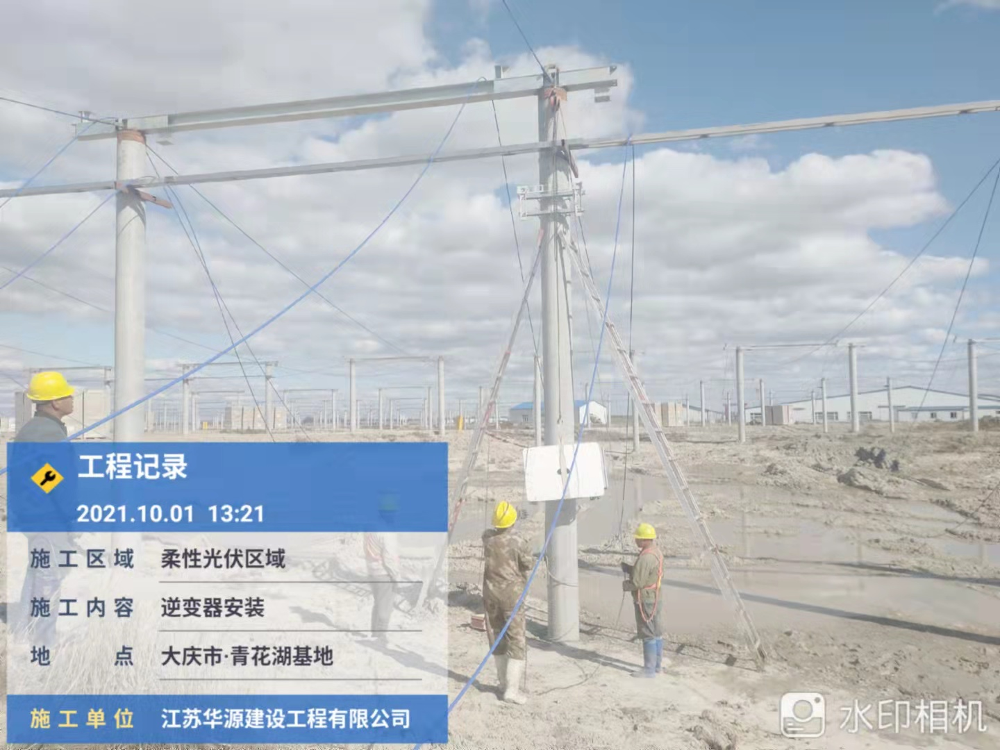 工程记录
2021.10.01 13:21
施工区域 柔性光伏区域
施工内容 逆变器安装
地点 大庆市·青花湖基地
施工单位 江苏华源建设工程有限公司
水印相机